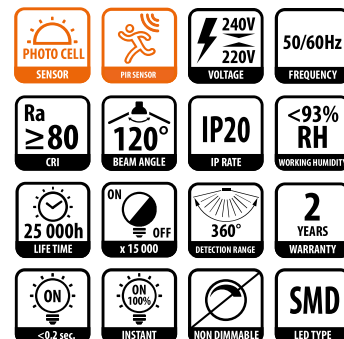 PHOTO CELL
SENSOR
PIR SENSOR
240V
220V
VOLTAGE
50/60Hz
FREQUENCY
Ra
≥80
CRI
120°
BEAM ANGLE
IP20
IP RATE
<93%
RH
WORKING HUMIDITY
25 000h
LIFE TIME
ON
OFF
x 15 000
360°
DETECTION RANGE
2
YEARS
WARRANTY
ON
<0,2 sec.
ON
100%
INSTANT
NON DIMMABLE
SMD
LED TYPE